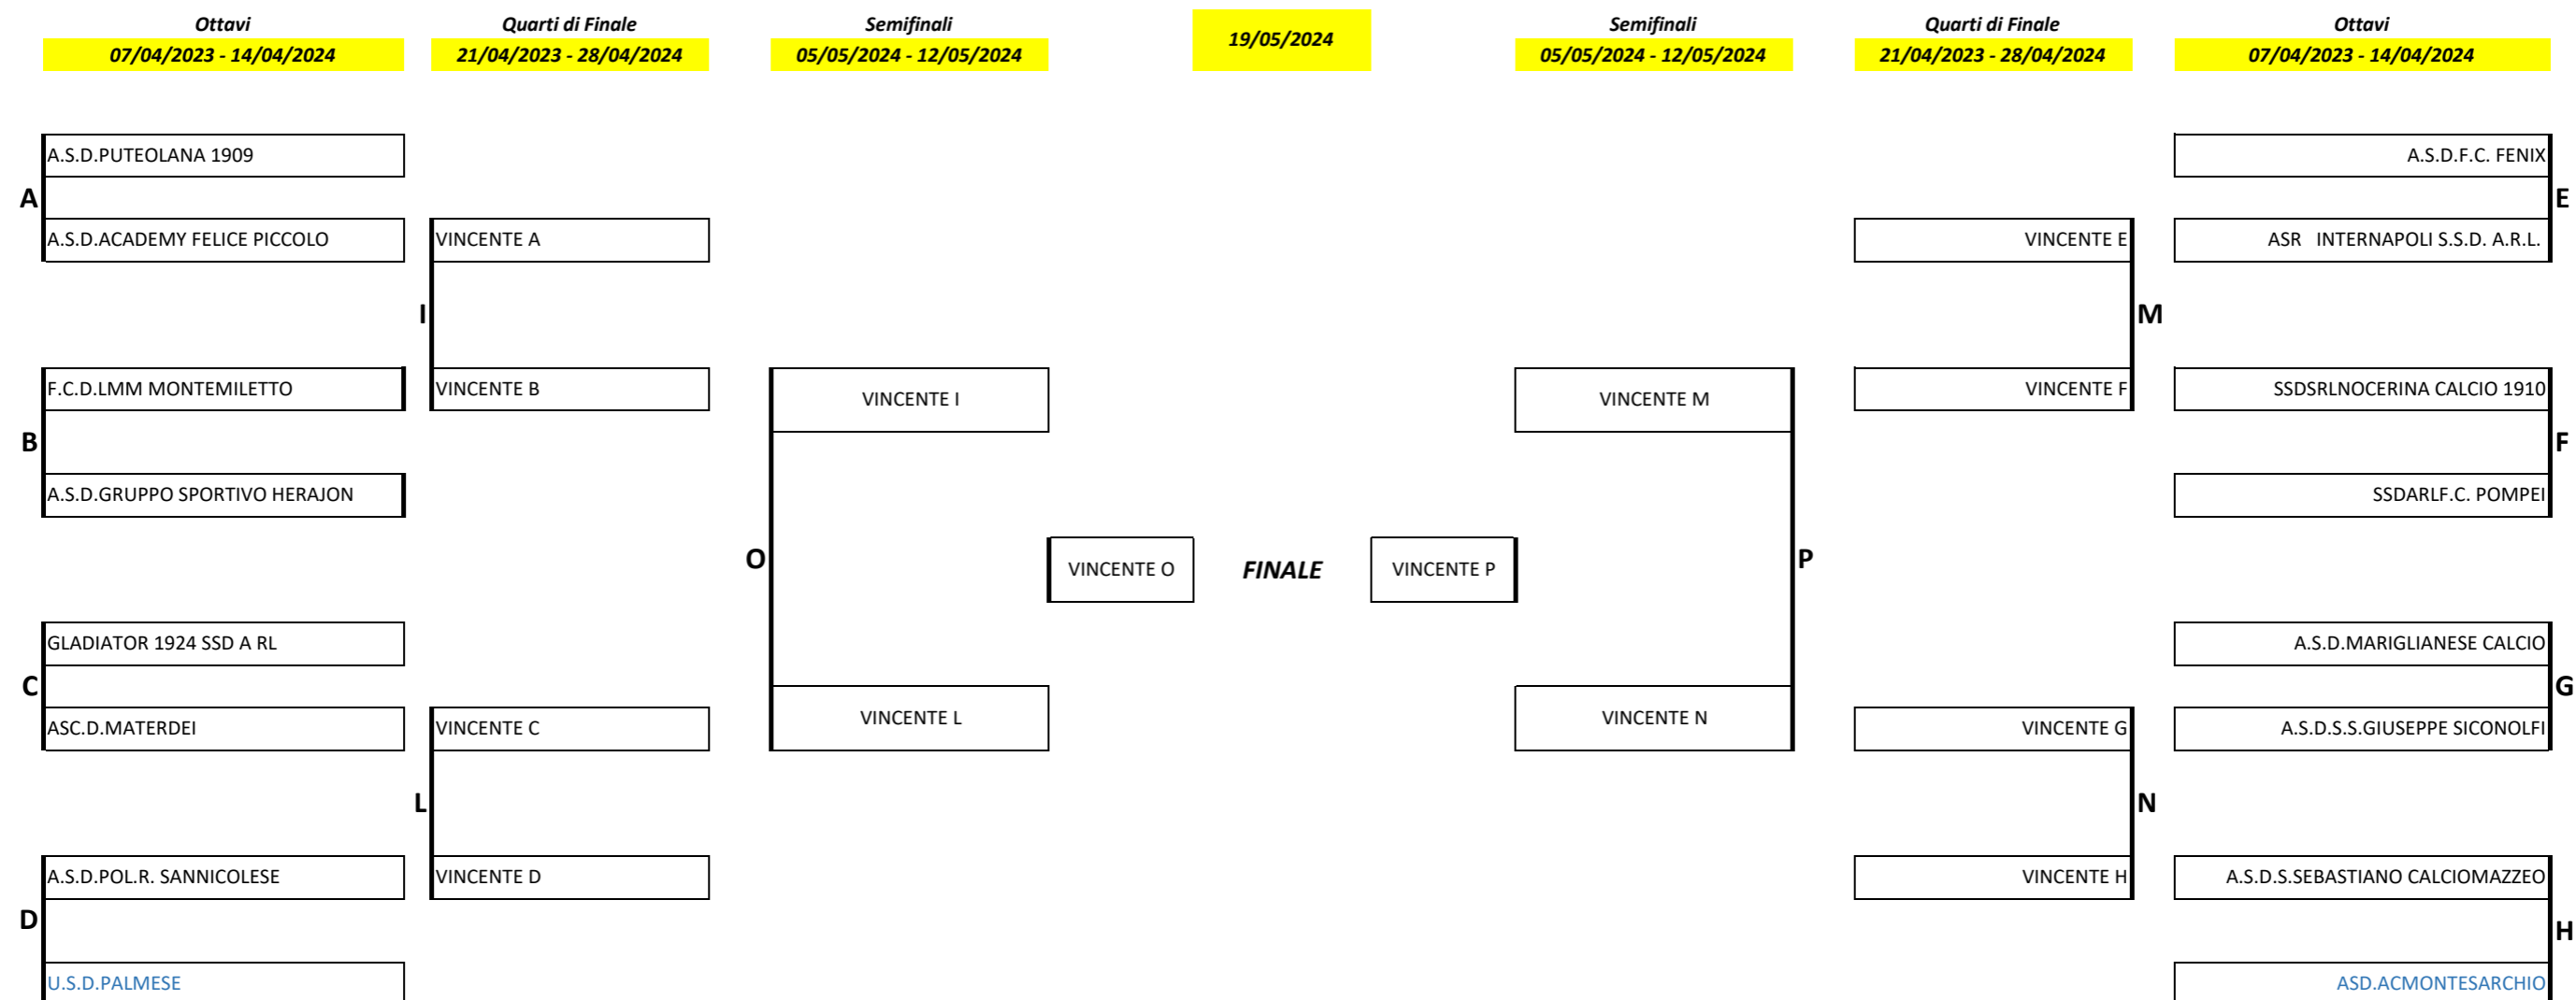 Ottavi
Quarti di Finale
Semifinali
19/05/2024
Semifinali
Quarti di Finale
Ottavi
07/04/2023 - 14/04/2024
21/04/2023 - 28/04/2024
05/05/2024 - 12/05/2024
05/05/2024 - 12/05/2024
21/04/2023 - 28/04/2024
07/04/2023 - 14/04/2024
A.S.D.PUTEOLANA 1909
A.S.D.F.C. FENIX
A
E
A.S.D.ACADEMY FELICE PICCOLO
VINCENTE A
VINCENTE E
ASR   INTERNAPOLI S.S.D. A.R.L.
I
M
F.C.D.LMM MONTEMILETTO
VINCENTE B
VINCENTE I
VINCENTE M
VINCENTE F
SSDSRLNOCERINA CALCIO 1910
B
F
A.S.D.GRUPPO SPORTIVO HERAJON
SSDARLF.C. POMPEI
O
VINCENTE O
FINALE
VINCENTE P
P
GLADIATOR 1924 SSD A RL
A.S.D.MARIGLIANESE CALCIO
C
G
ASC.D.MATERDEI
VINCENTE C
VINCENTE L
VINCENTE N
VINCENTE G
A.S.D.S.S.GIUSEPPE SICONOLFI
L
N
A.S.D.POL.R. SANNICOLESE
VINCENTE D
VINCENTE H
A.S.D.S.SEBASTIANO CALCIOMAZZEO
D
H
U.S.D.PALMESE
ASD.ACMONTESARCHIO